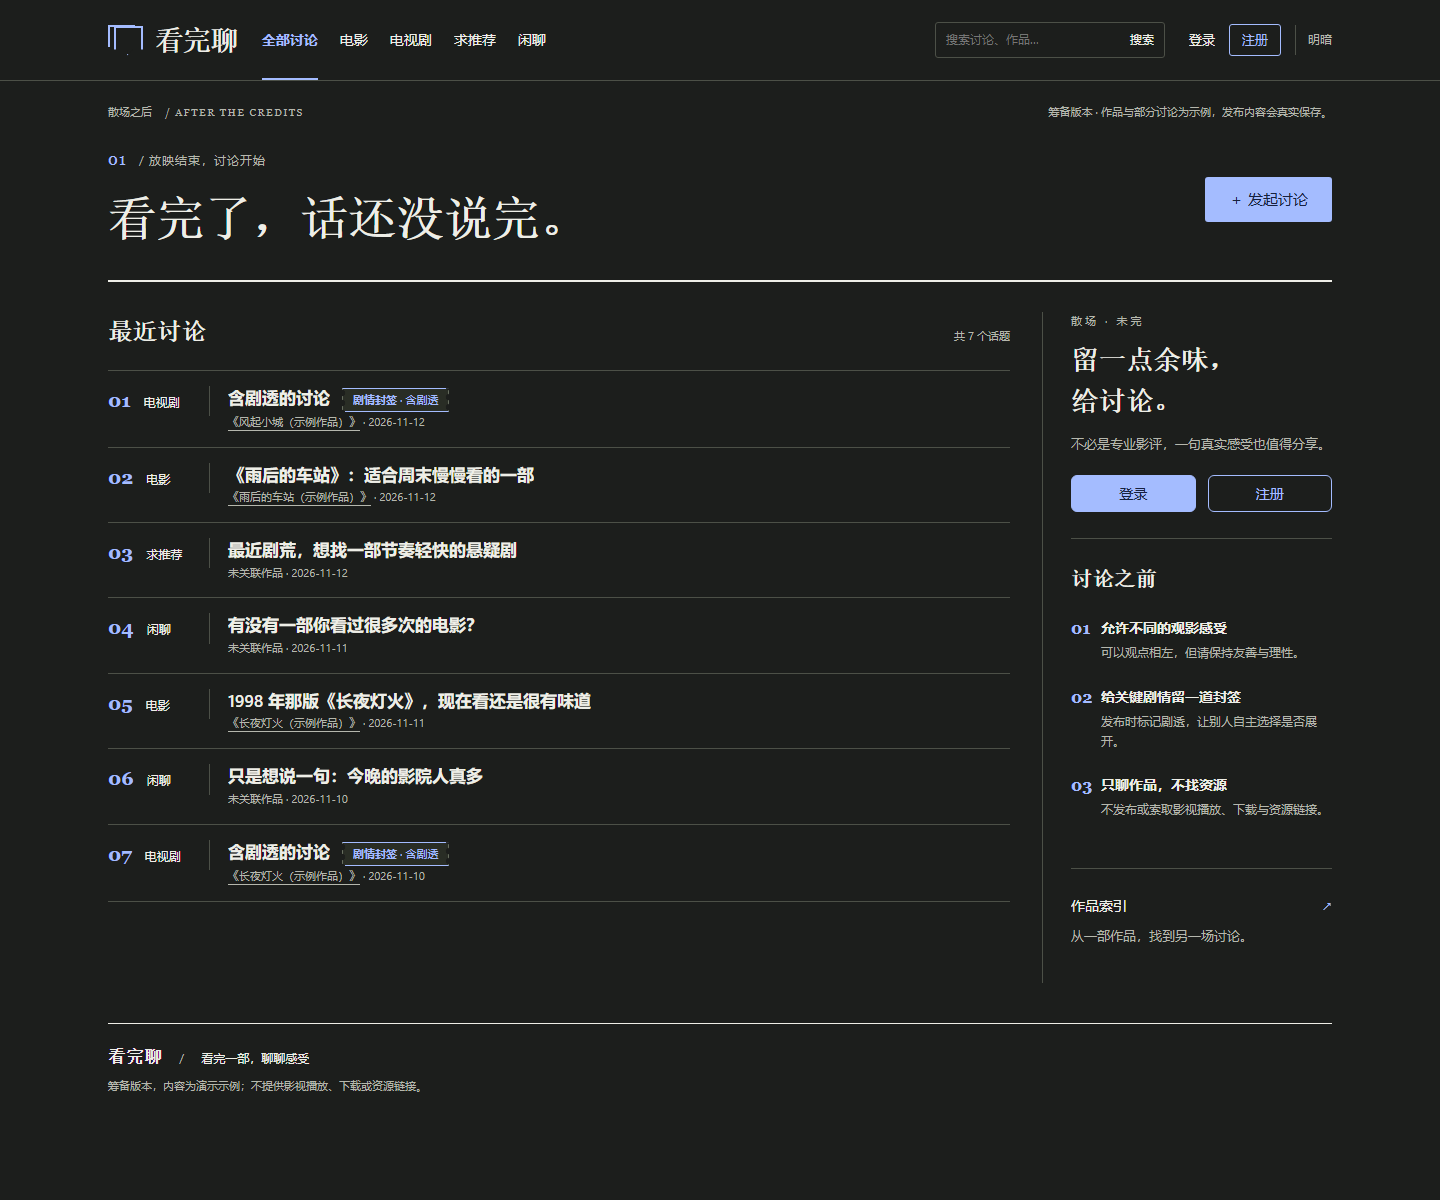 看完聊 全部讨论 电影 电视剧 求推荐 闲聊 搜索讨论、作品... 搜索 登录 注册 明暗
散场之后 / AFTER THE CREDITS
筹备版本 · 作品与部分讨论为示例，发布内容会真实保存。
01 / 放映结束，讨论开始
看完了，话还没说完。
+ 发起讨论
最近讨论
共 7 个话题
01 电视剧 含剧透的讨论 剧情封签 · 含剧透
《风起小城（示例作品）》 · 2026-11-12
02 电影 《雨后的车站》：适合周末慢慢看的一部
《雨后的车站（示例作品）》 · 2026-11-12
03 求推荐 最近剧荒，想找一部节奏轻快的悬疑剧
未关联作品 · 2026-11-12
04 闲聊 有没有一部你看过很多次的电影？
未关联作品 · 2026-11-11
05 电影 1998 年那版《长夜灯火》，现在看还是很有味道
《长夜灯火（示例作品）》 · 2026-11-11
06 闲聊 只是想说一句：今晚的影院人真多
未关联作品 · 2026-11-10
07 电视剧 含剧透的讨论 剧情封签 · 含剧透
《长夜灯火（示例作品）》 · 2026-11-10
散场 · 未完
留一点余味，
给讨论。
不必是专业影评，一句真实感受也值得分享。
登录 注册
讨论之前
01 允许不同的观影感受
可以观点相左，但请保持友善与理性。
02 给关键剧情留一道封签
发布时标记剧透，让别人自主选择是否展
开。
03 只聊作品，不找资源
不发布或索取影视播放、下载与资源链接。
作品索引 ↗
从一部作品，找到另一场讨论。
看完聊 / 看完一部，聊聊感受
筹备版本，内容为演示示例；不提供影视播放、下载或资源链接。